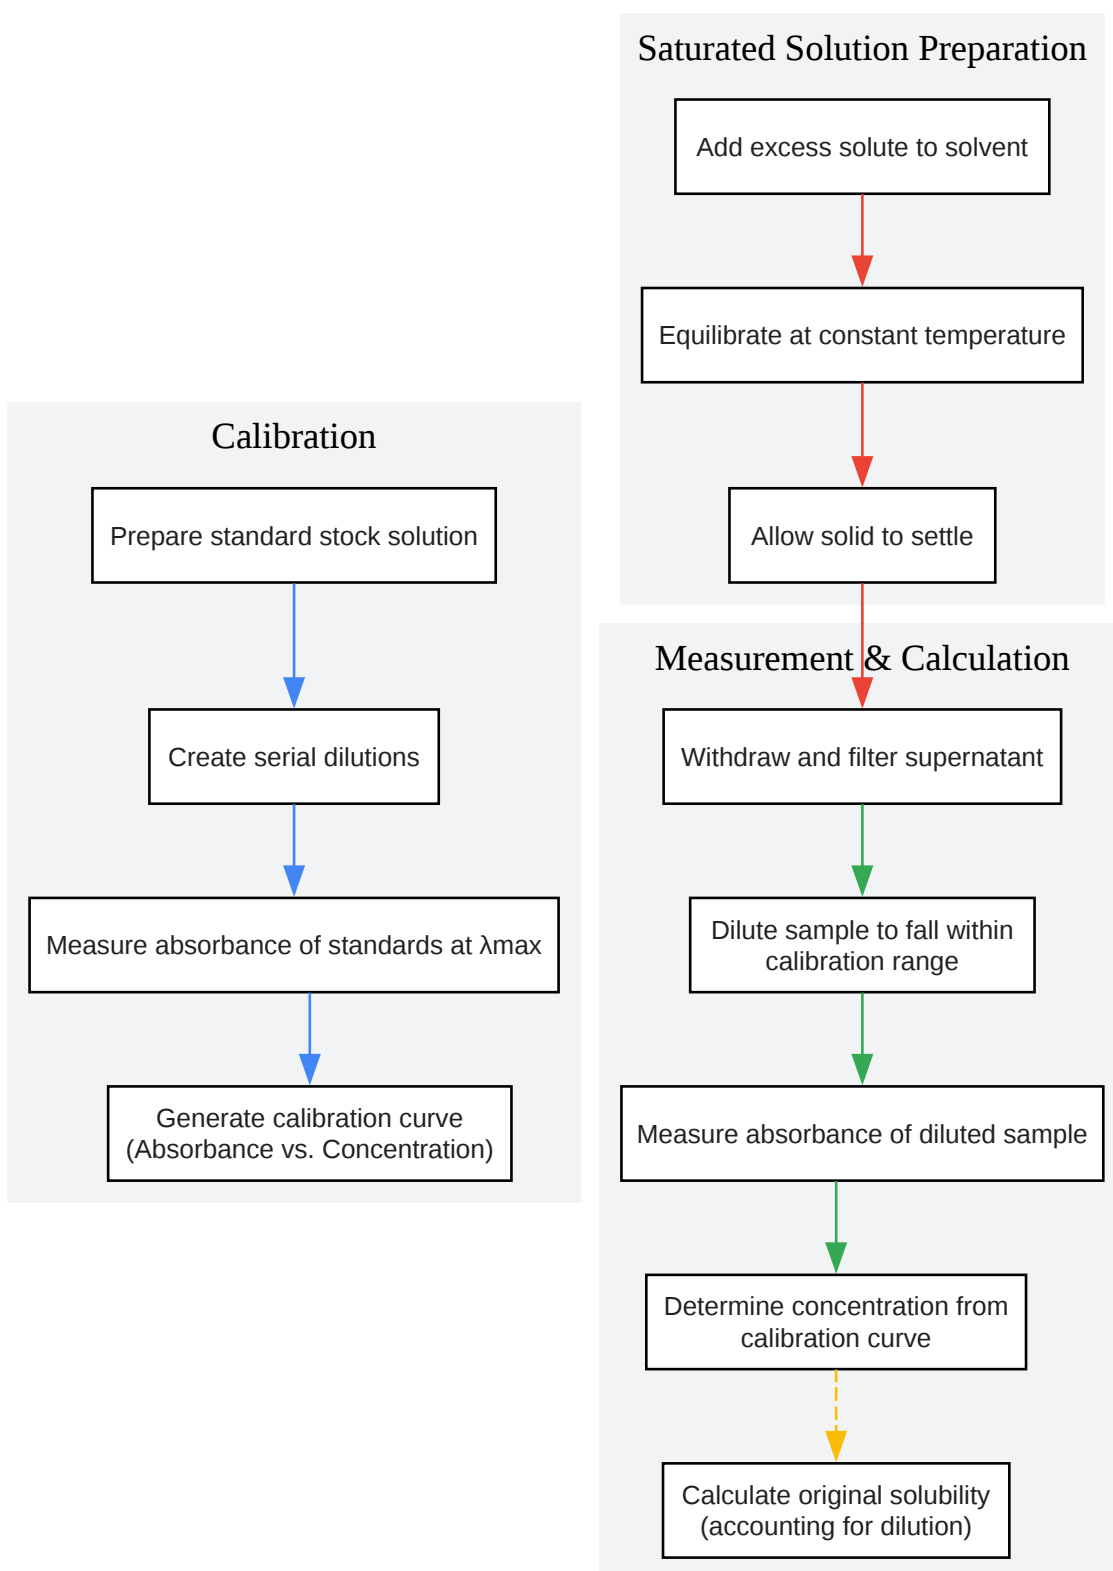 Saturated Solution Preparation
Add excess solute to solvent
Equilibrate at constant temperature
Allow solid to settle
Calibration
Prepare standard stock solution
Create serial dilutions
Measure absorbance of standards at λmax
Generate calibration curve
(Absorbance vs. Concentration)
Measurement & Calculation
Withdraw and filter supernatant
Dilute sample to fall within
calibration range
Measure absorbance of diluted sample
Determine concentration from
calibration curve
Calculate original solubility
(accounting for dilution)